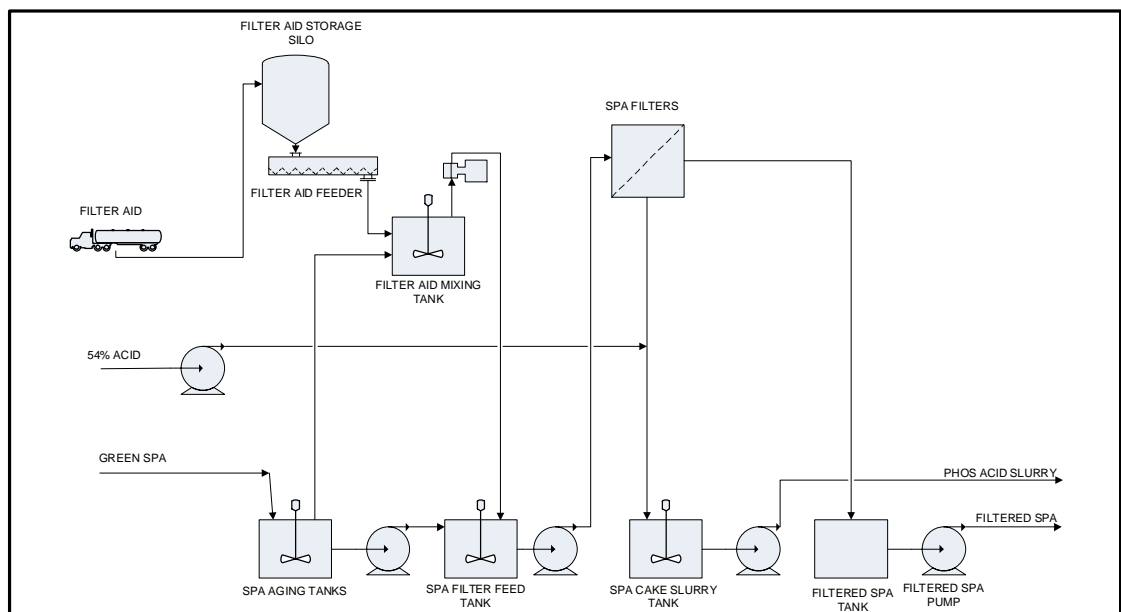 FILTER AID STORAGE
SILO
SPA FILTERS
FILTER AID FEEDER
FILTER AID
FILTER AID MIXING
TANK
54% ACID
GREEN SPA
PHOS ACID SLURRY
FILTERED SPA
SPA AGING TANKS
SPA FILTER FEED
TANK
SPA CAKE SLURRY
TANK
FILTERED SPA
TANK
FILTERED SPA
PUMP